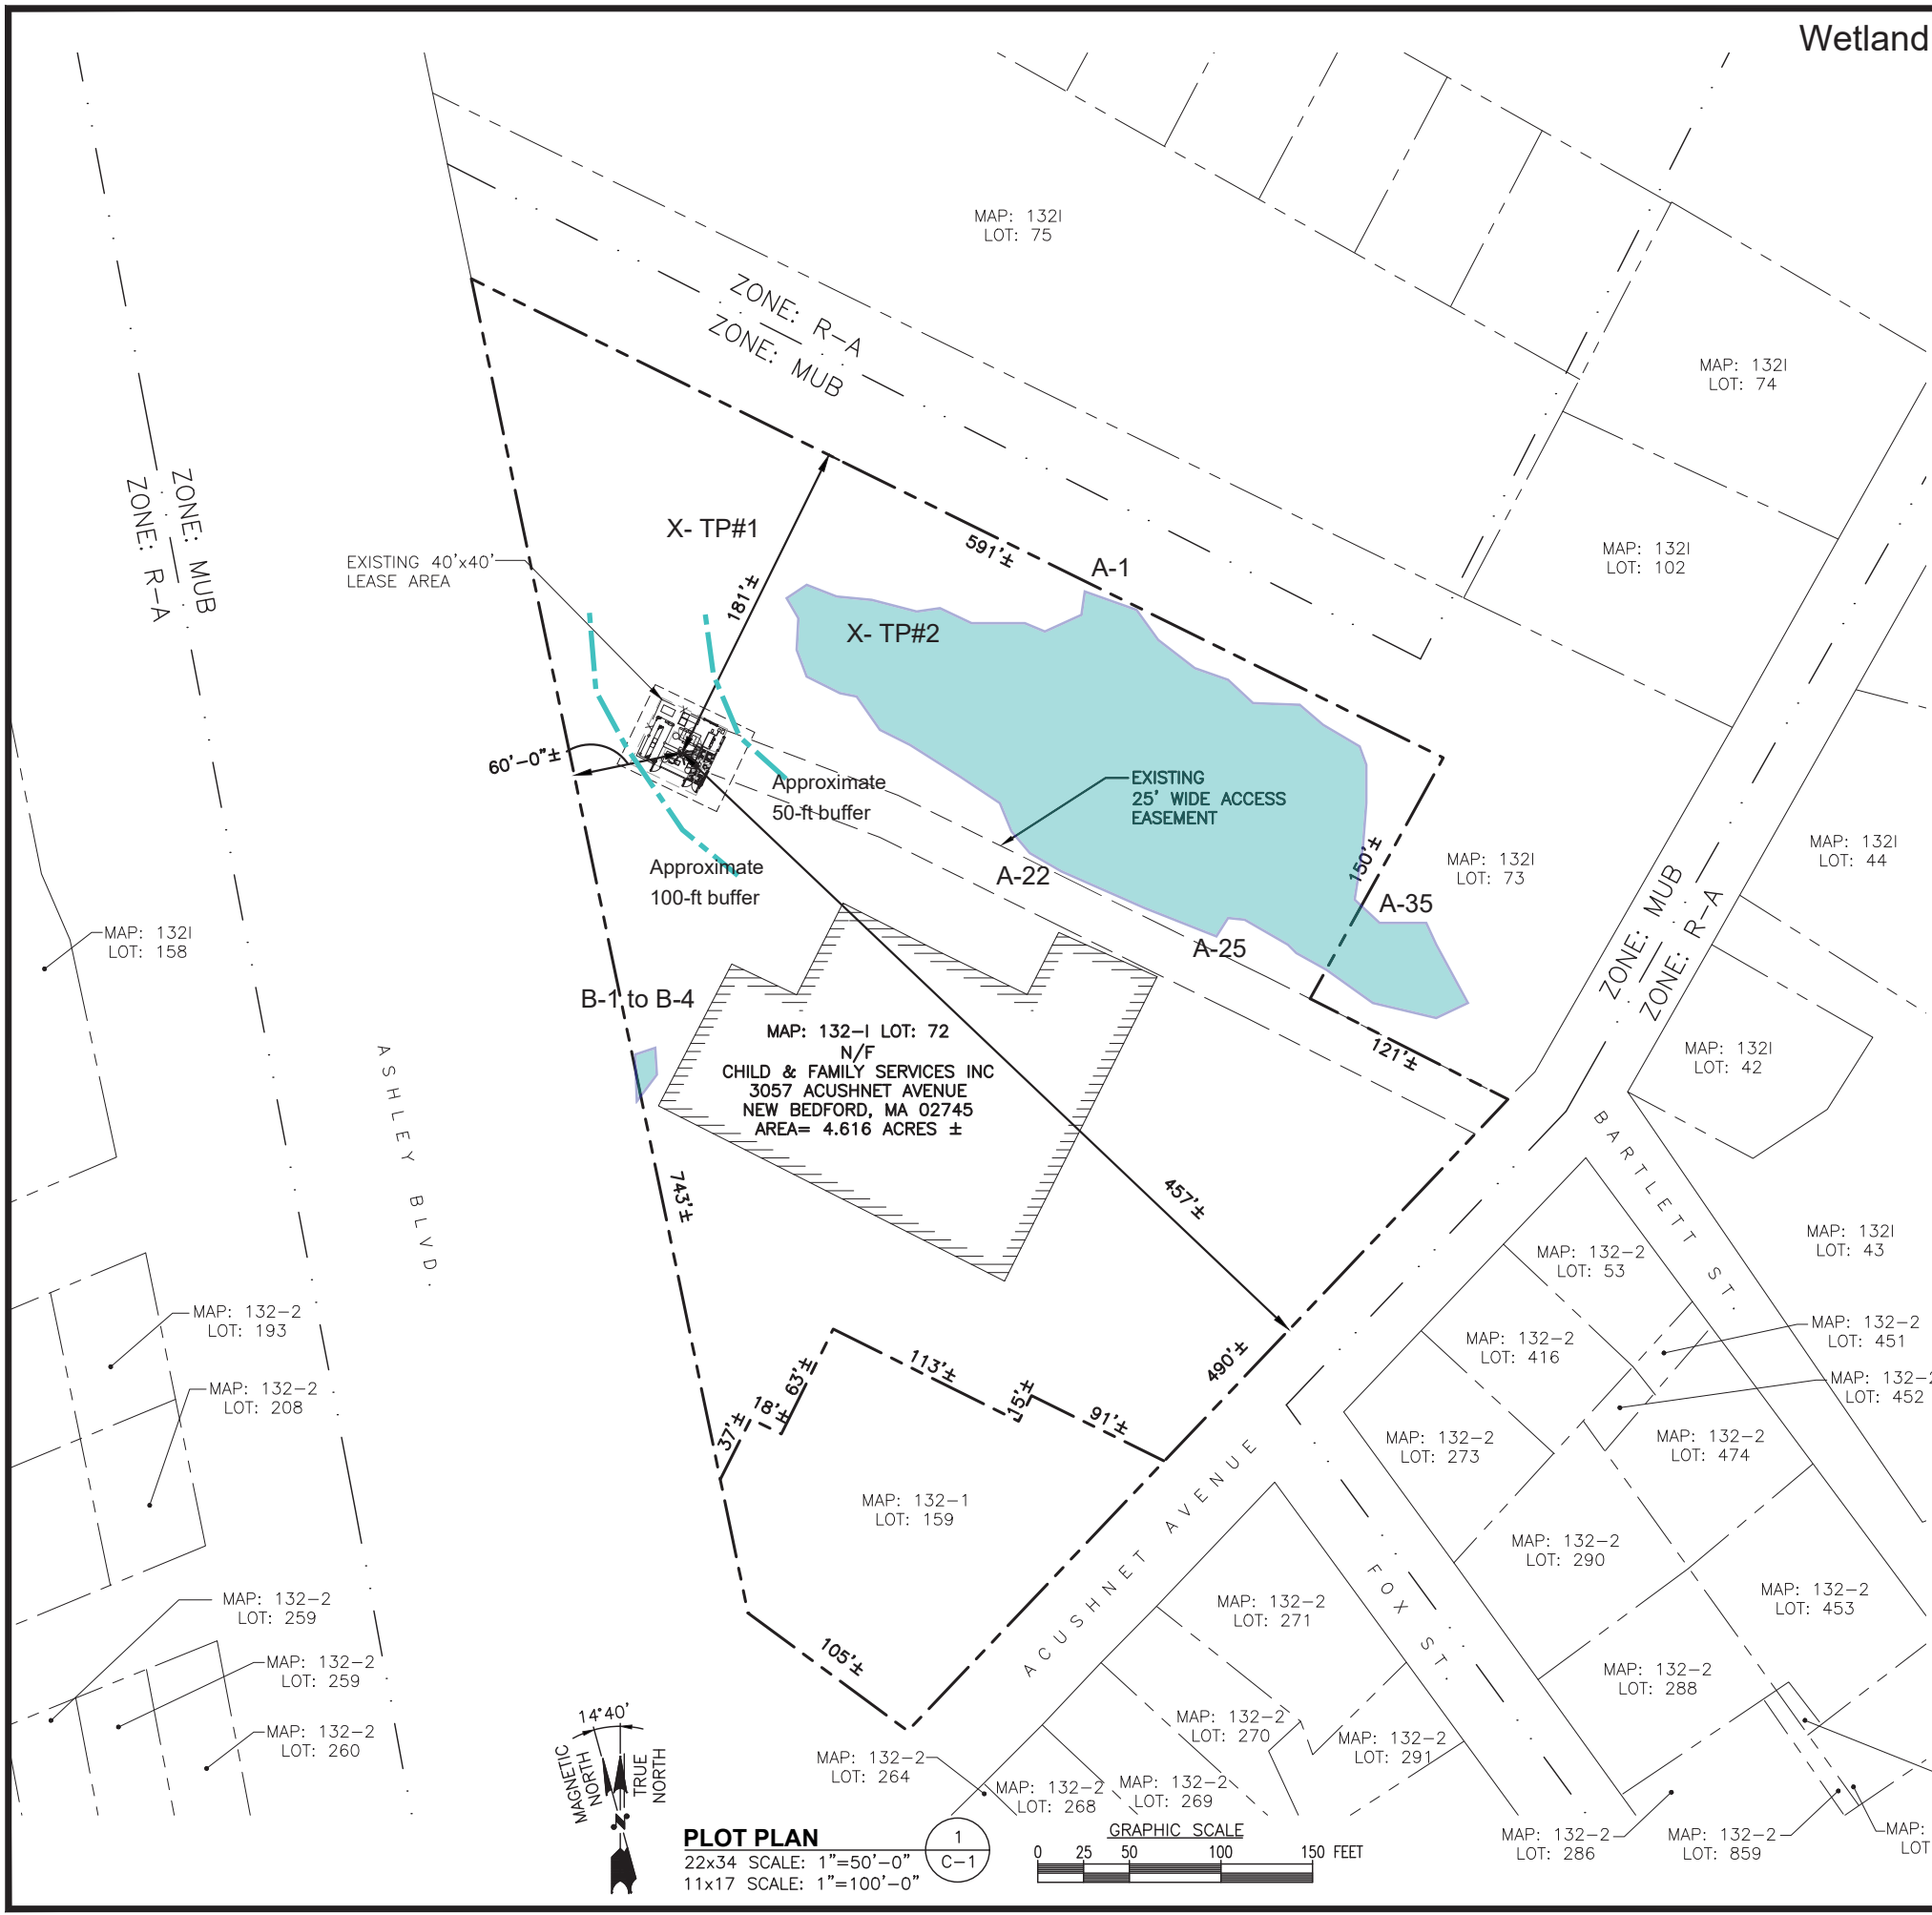 Wetland
MAP: 132I
LOT: 75
ZONE: R-A
ZONE: MUB
MAP: 132I
LOT: 74
ZONE: MUB
ZONE: R-A
X- TP#1
EXISTING 40'x40'
LEASE AREA
591'±
A-1
MAP: 132I
LOT: 102
181'±
X- TP#2
60'-0"±
Approximate
50-ft buffer
EXISTING
25' WIDE ACCESS
EASEMENT
Approximate
100-ft buffer
A-22
150'±
MAP: 132I
LOT: 73
MAP: 132I
LOT: 44
A-35
ZONE: MUB
ZONE: R-A
A-25
MAP: 132I
LOT: 158
B-1 to B-4
MAP: 132-I LOT: 72
N/F
CHILD & FAMILY SERVICES INC
3057 ACUSHNET AVENUE
NEW BEDFORD, MA 02745
AREA= 4.616 ACRES ±
121'±
MAP: 132I
LOT: 42
ASHLEY BLVD.
BARTLETT ST.
743'±
457'±
MAP: 132I
LOT: 43
MAP: 132-2
LOT: 53
MAP: 132-2
LOT: 193
MAP: 132-2
LOT: 451
MAP: 132-2
LOT: 416
490'±
113'±
63'±
18'±
37'±
15'±
91'±
MAP: 132-2
LOT: 208
MAP: 132-2
LOT: 452
MAP: 132-2
LOT: 273
MAP: 132-2
LOT: 474
MAP: 132-1
LOT: 159
ACUSHNET AVENUE
MAP: 132-2
LOT: 290
FOX ST.
MAP: 132-2
LOT: 453
MAP: 132-2
LOT: 259
MAP: 132-2
LOT: 271
105'±
MAP: 132-2
LOT: 259
MAP: 132-2
LOT: 288
MAP: 132-2
LOT: 260
MAP: 132-2
LOT: 270
MAP: 132-2
LOT: 291
14°40'
MAGNETIC
NORTH
TRUE
NORTH
N
MAP: 132-2
LOT: 264
MAP: 132-2
LOT: 268
MAP: 132-2
LOT: 269
MAP: 132-2
LOT: 286
MAP: 132-2
LOT: 859
MAP:
LOT
PLOT PLAN
22x34 SCALE: 1"=50'-0"
11x17 SCALE: 1"=100'-0"
1
C-1
GRAPHIC SCALE
0 25 50 100 150 FEET